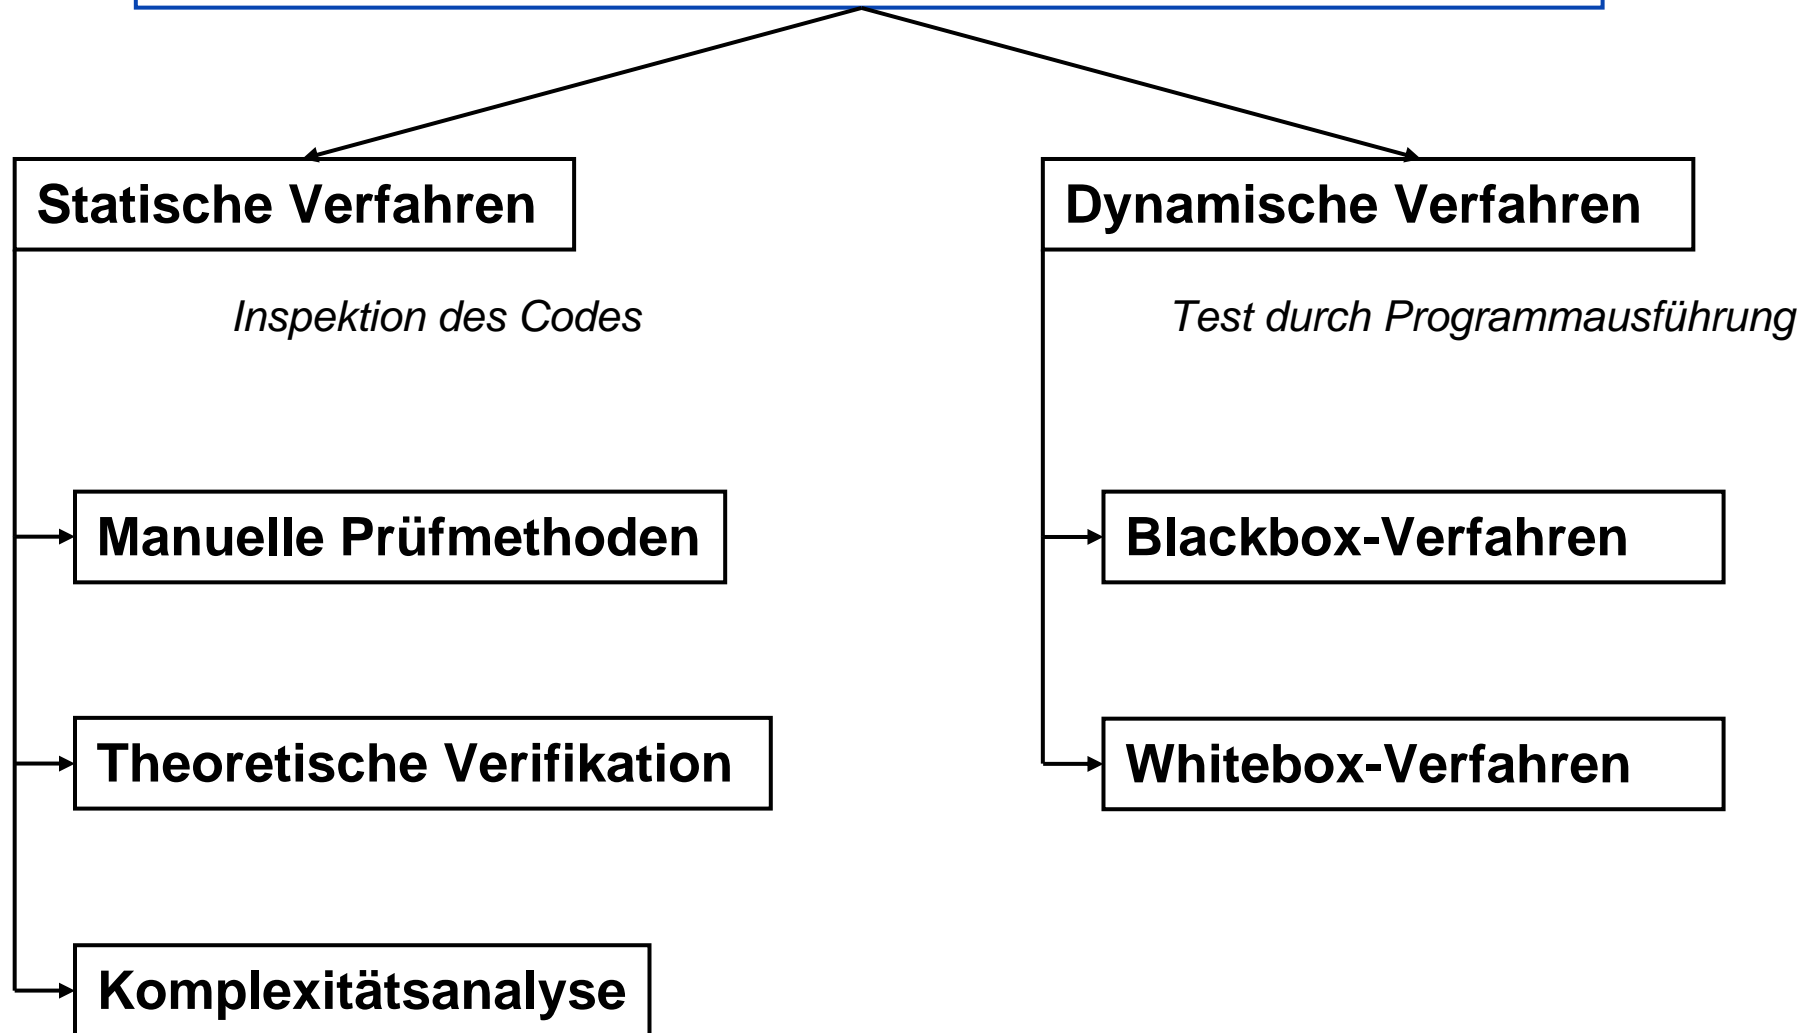 Statische Verfahren
Inspektion des Codes
Manuelle Prüfmethoden
Theoretische Verifikation
Komplexitätsanalyse
Dynamische Verfahren
Test durch Programmausführung
Blackbox-Verfahren
Whitebox-Verfahren